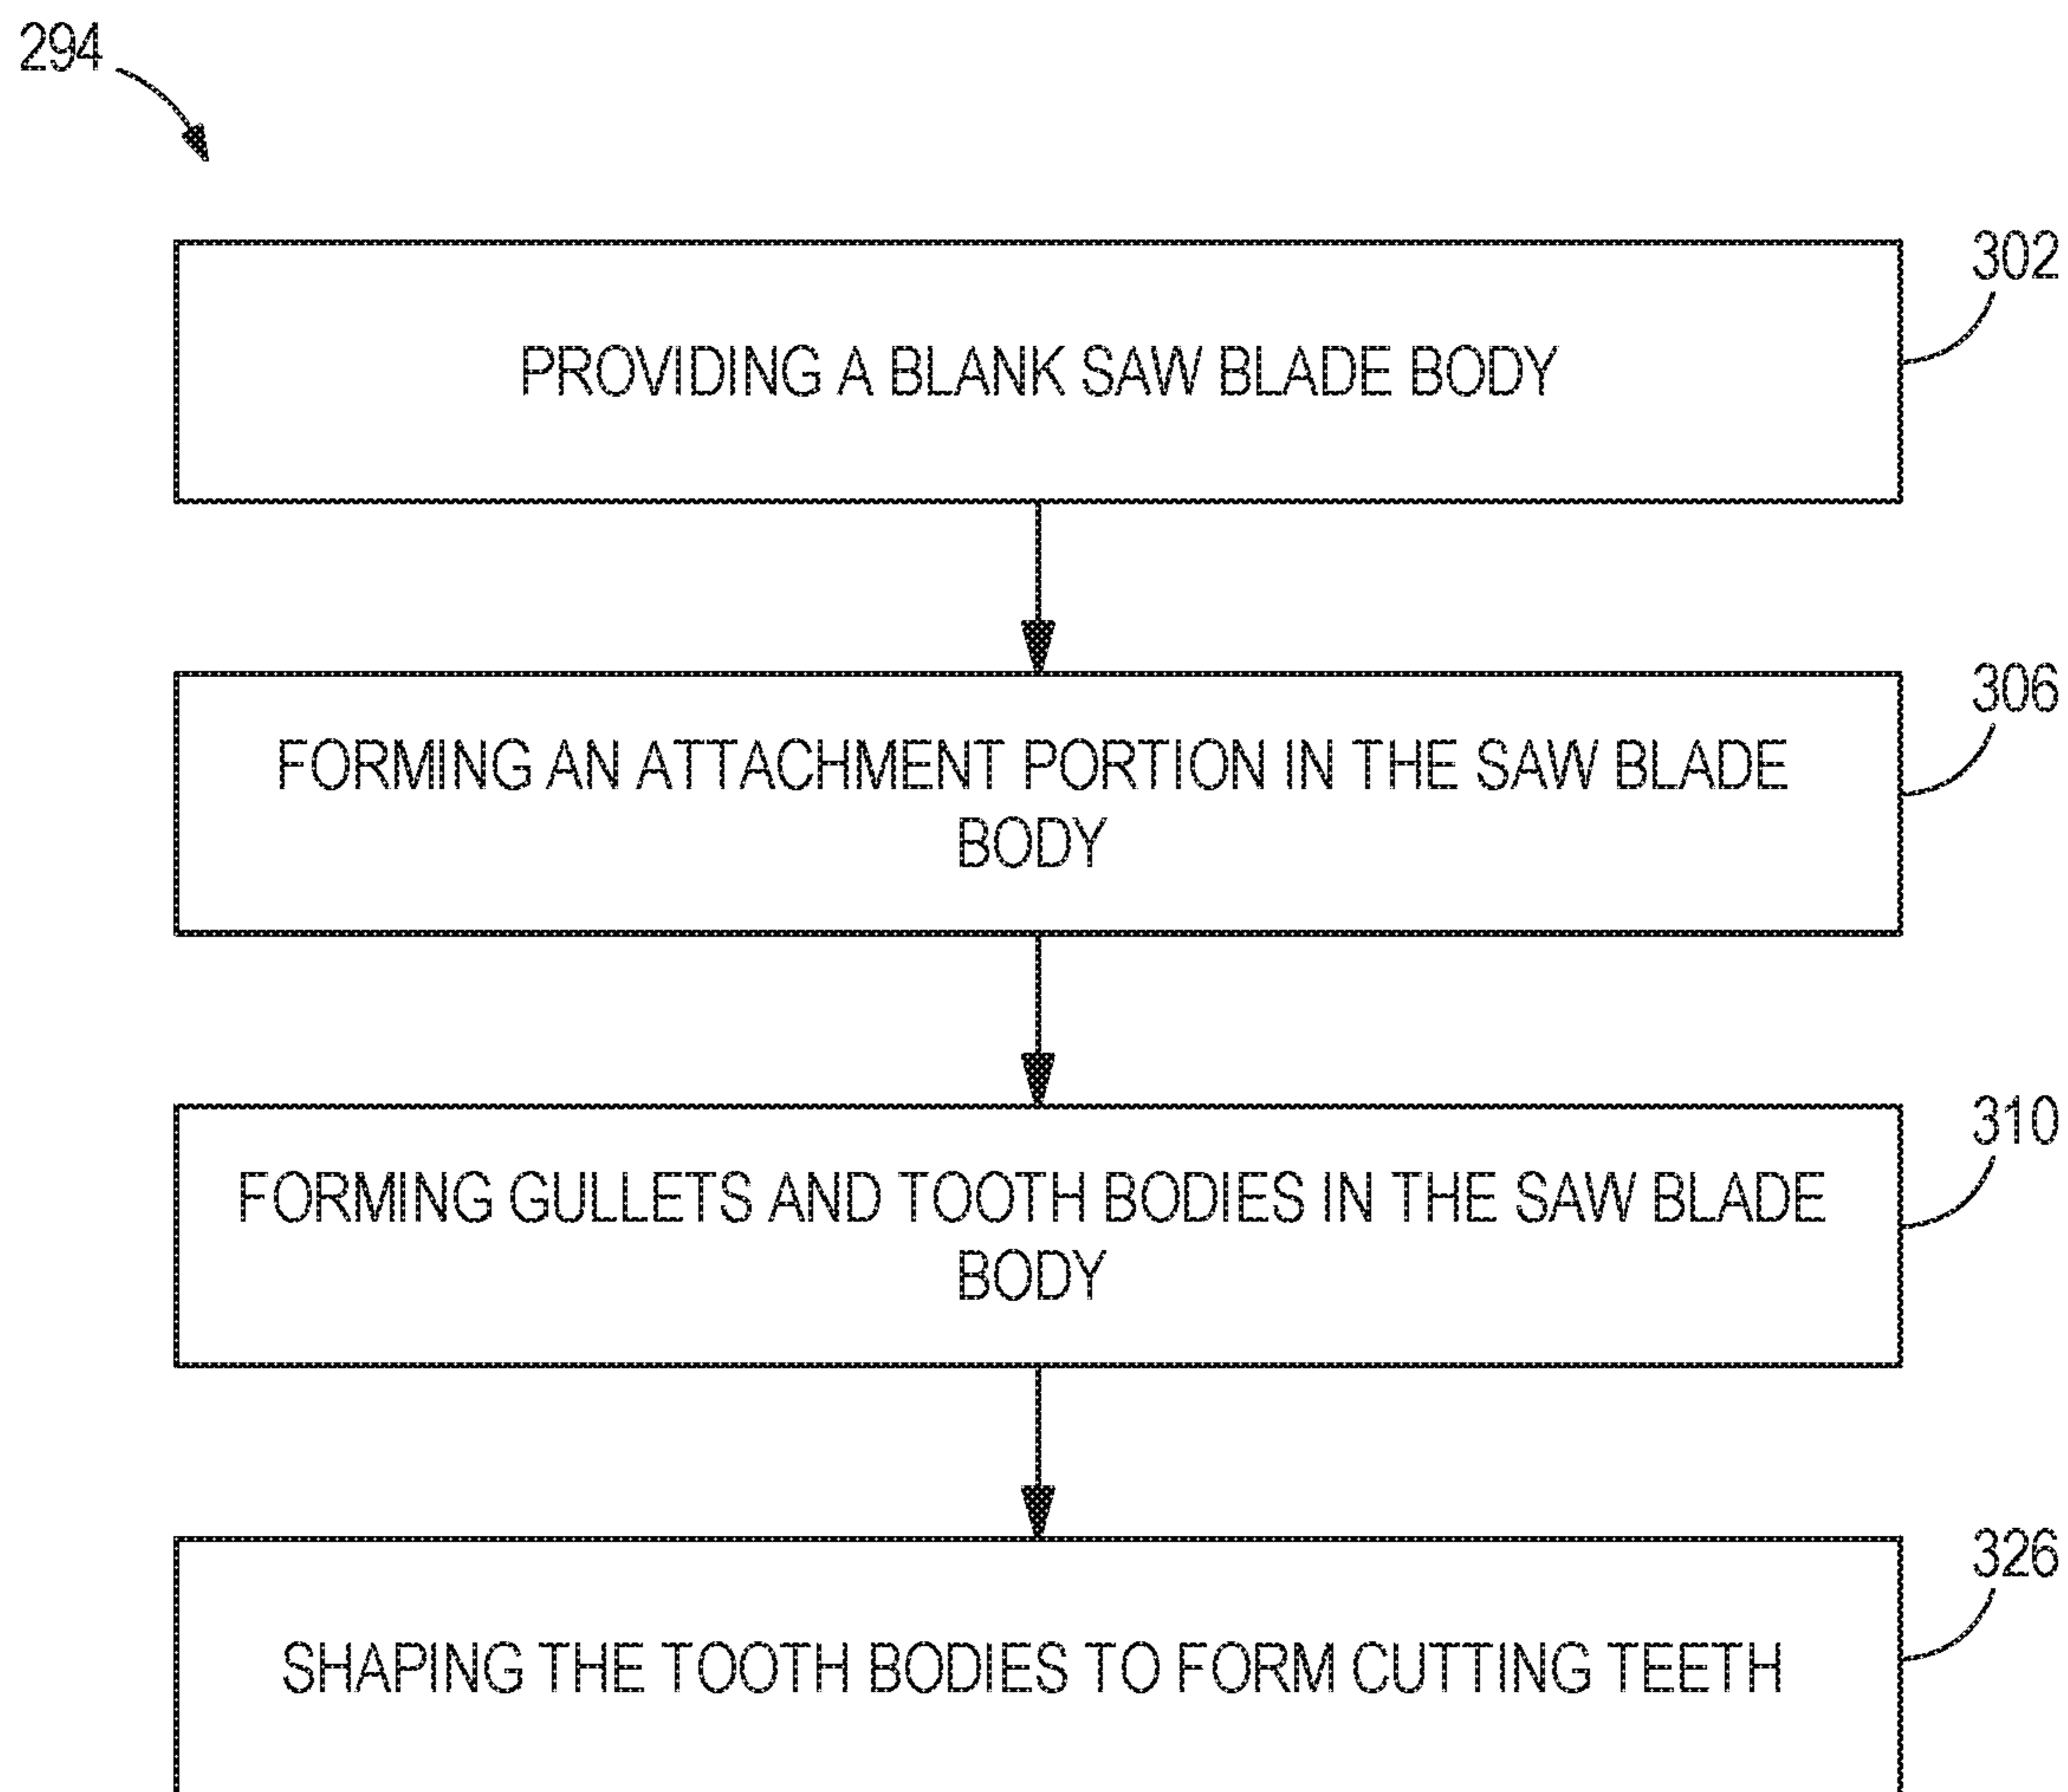 294
302
PROVIDING A BLANK SAW BLADE BODY
306
FORMING AN ATTACHMENT PORTION IN THE SAW BLADE
BODY
310
FORMING GULLETS AND TOOTH BODIES IN THE SAW BLADE
BODY
326
SHAPING THE TOOTH BODIES TO FORM CUTTING TEETH